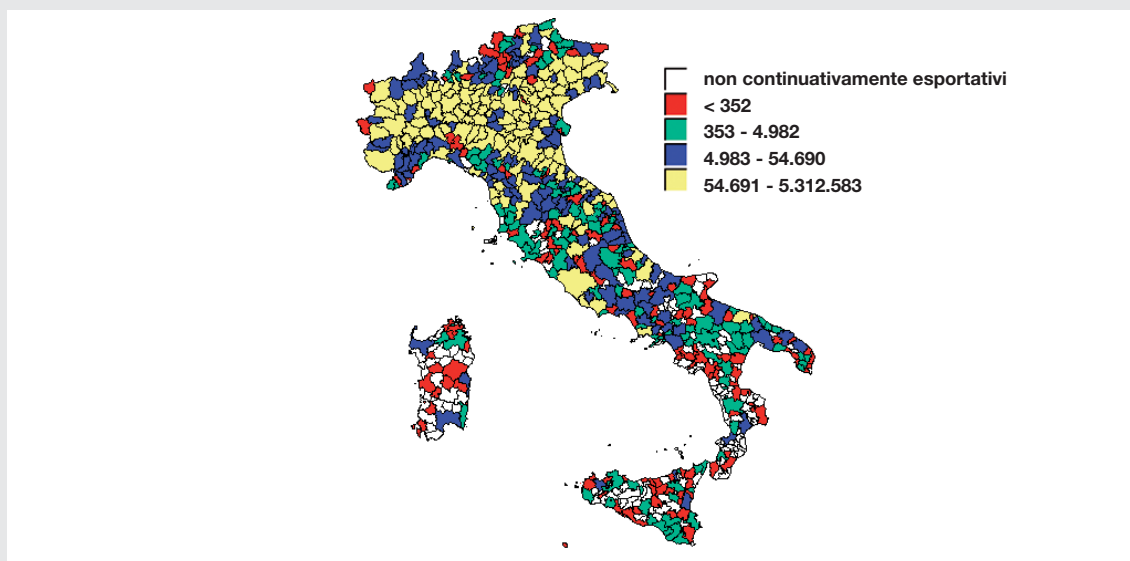 non continuativamente esportativi
< 352
353 - 4.982
4.983 - 54.690
54.691 - 5.312.583